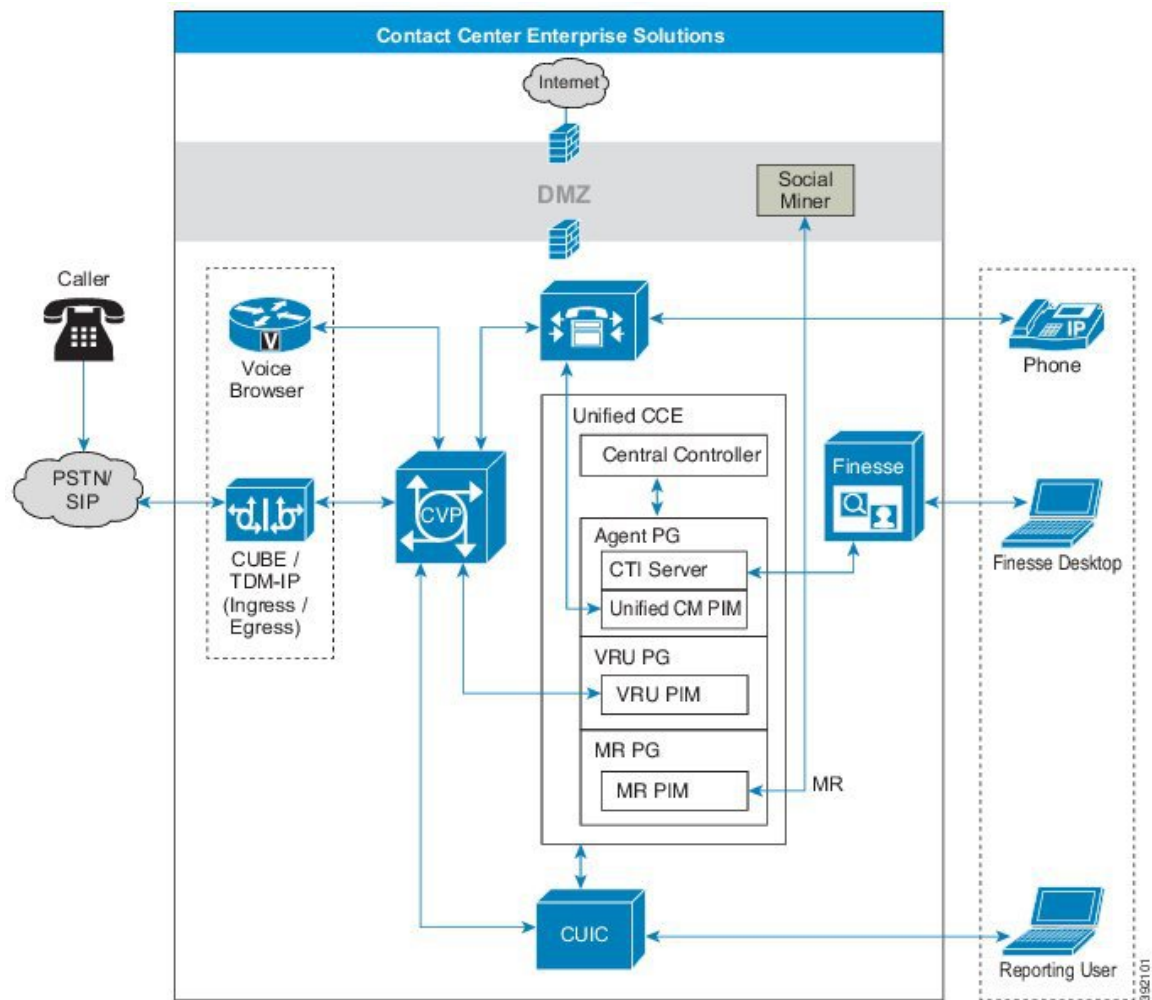 Contact Center Enterprise Solutions
Internet
DMZ
Social
Miner
Caller
V
Voice
Browser
IP
Phone
Unified CCE
Central Controller
Finesse
PSTN/
SIP
CVP
CUBE /
TDM-IP
(Ingress /
Egress)
Agent PG
CTI Server
Unified CM PIM
Finesse Desktop
VRU PG
VRU PIM
MR PG
MR PIM
MR
CUIC
Reporting User
392101